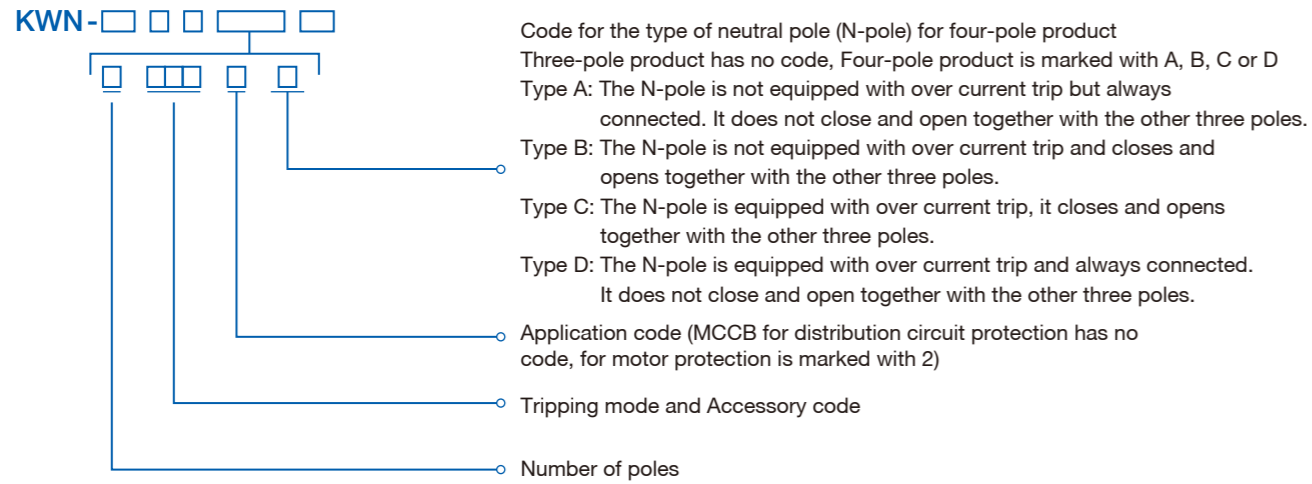 KWN-
Code for the type of neutral pole (N-pole) for four-pole product
Three-pole product has no code, Four-pole product is marked with A, B, C or D
Type A: The N-pole is not equipped with over current trip but always
connected. It does not close and open together with the other three poles.
Type B: The N-pole is not equipped with over current trip and closes and
opens together with the other three poles.
Type C: The N-pole is equipped with over current trip, it closes and opens
together with the other three poles.
Type D: The N-pole is equipped with over current trip and always connected.
It does not close and open together with the other three poles.
Application code (MCCB for distribution circuit protection has no
code, for motor protection is marked with 2)
Tripping mode and Accessory code
Number of poles